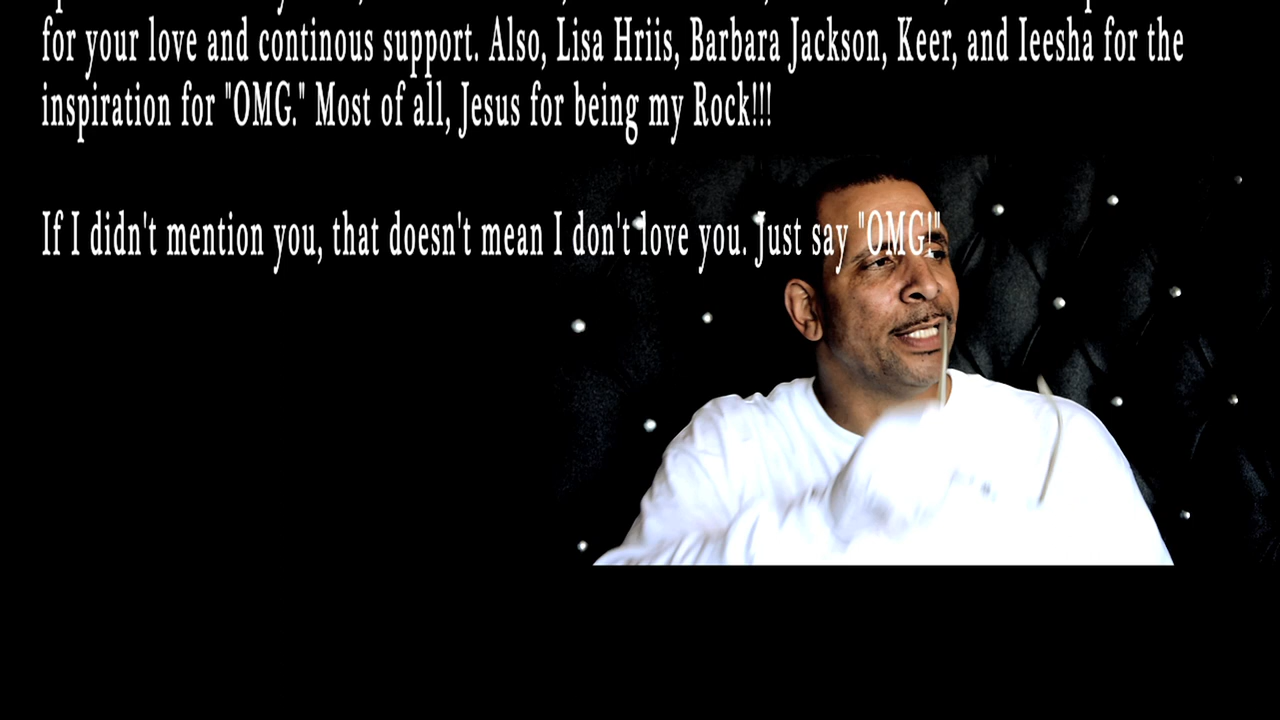 for your love and continous support. Also, Lisa Hriis, Barbara Jackson, Keer, and Ieesha for the
inspiration for "OMG." Most of all, Jesus for being my Rock!!!
If I didn't mention you, that doesn't mean I don't love you. Just say "OMG!"